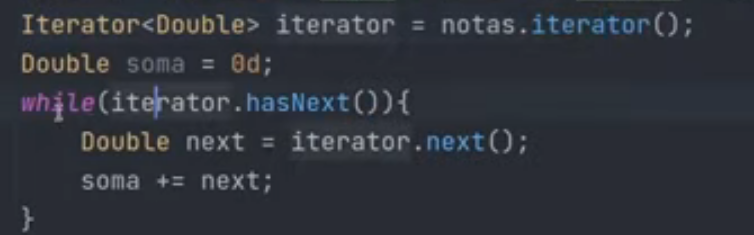 Iterator<Double> iterator = notas.iterator();
Double soma = 0d;
while(iterator.hasNext()){
    Double next = iterator.next();
    soma += next;
}